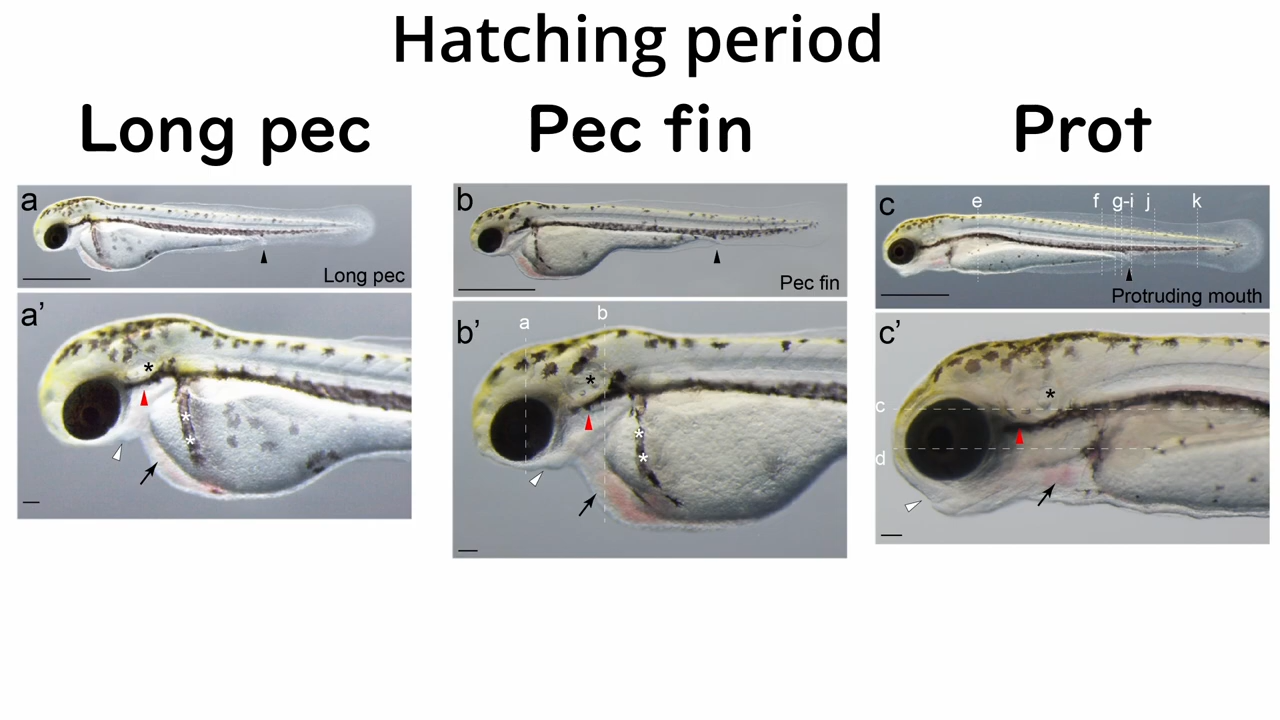 Hatching period
Long pec
Pec fin
Prot
a
Long pec
b
Pec fin
c
e
f
g-i
j
k
Protruding mouth
a’
*
*
*
b’
a
b
*
*
*
c’
c
d
*